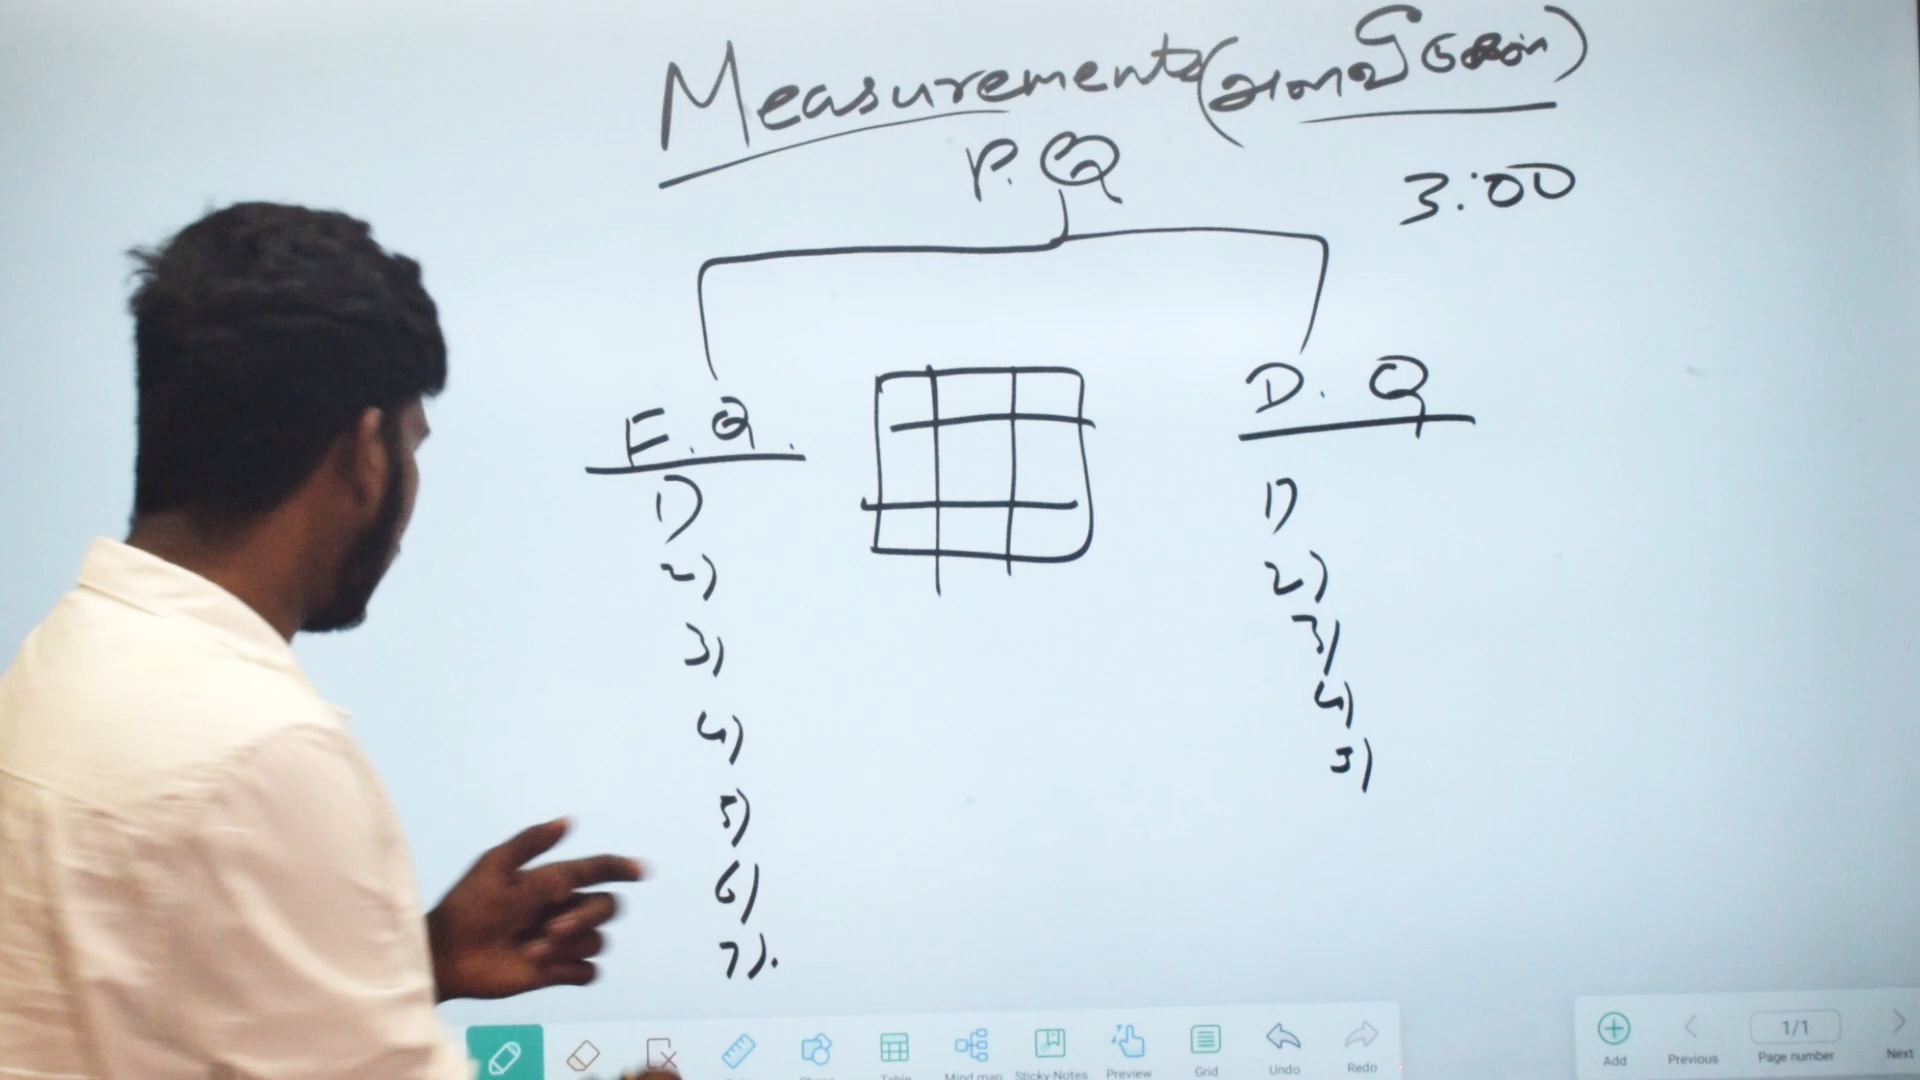 Measurements (அளவீடுகள்)
P. Q
3:00
F. Q.
D. Q
1)
2)
3)
4)
5)
6)
7).
1)
2)
3)
4)
5)
Table
Mind map
Sticky-Notes
Preview
Grid
Undo
Redo
Add
Previous
1/1
Page number
Next